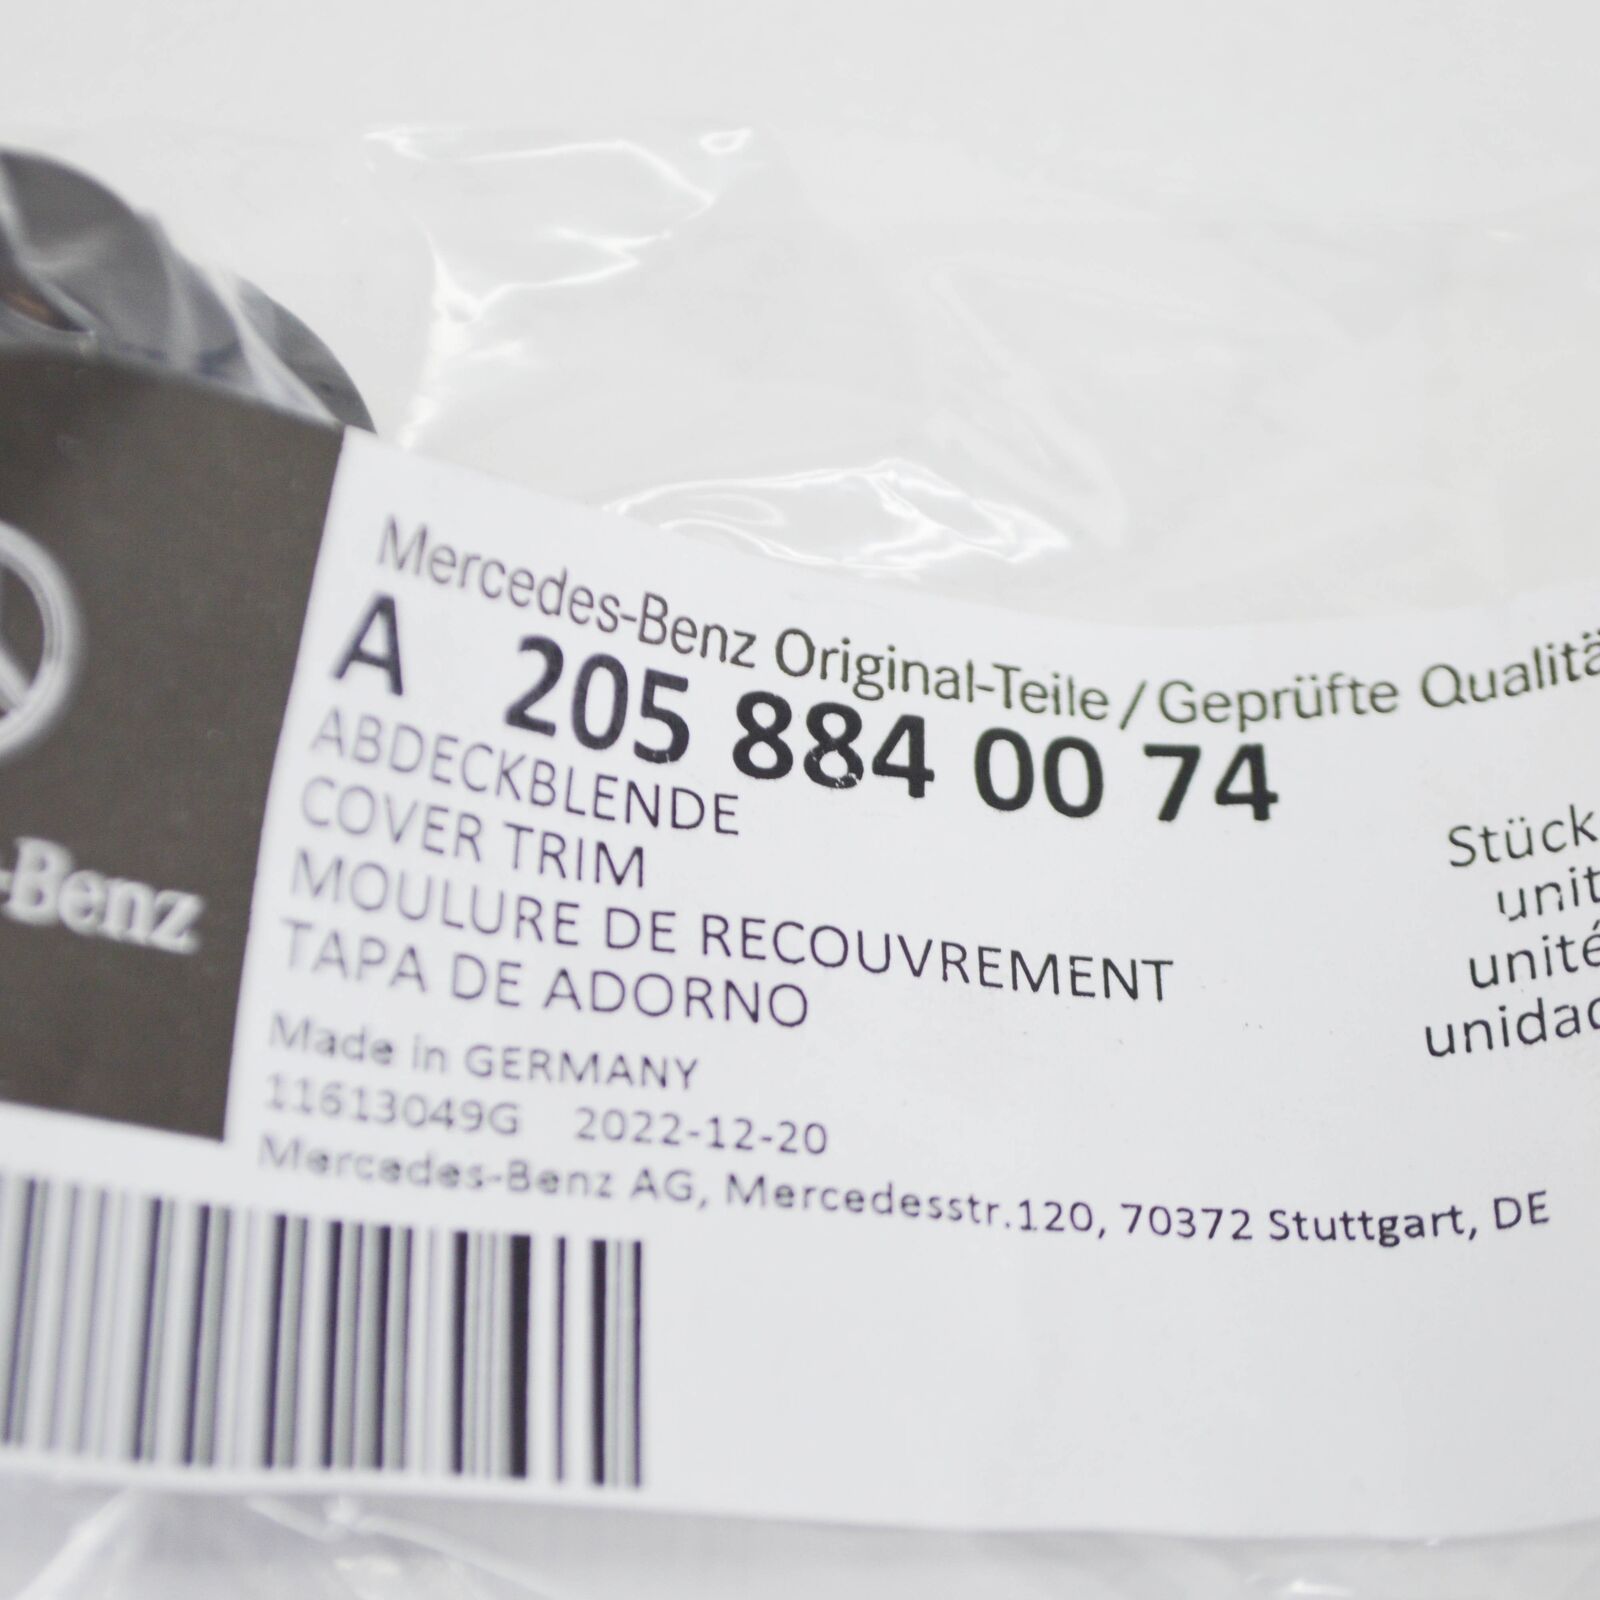 -Benz
Mercedes-Benz Original-Teile / Geprüfte Qualitä
A 205 884 00 74
ABDECKBLENDE
COVER TRIM
MOULURE DE RECOUVREMENT
TAPA DE ADORNO
Stück
unit
unité
unidad
Made in GERMANY
11613049G 2022-12-20
Mercedes-Benz AG, Mercedesstr.120, 70372 Stuttgart, DE